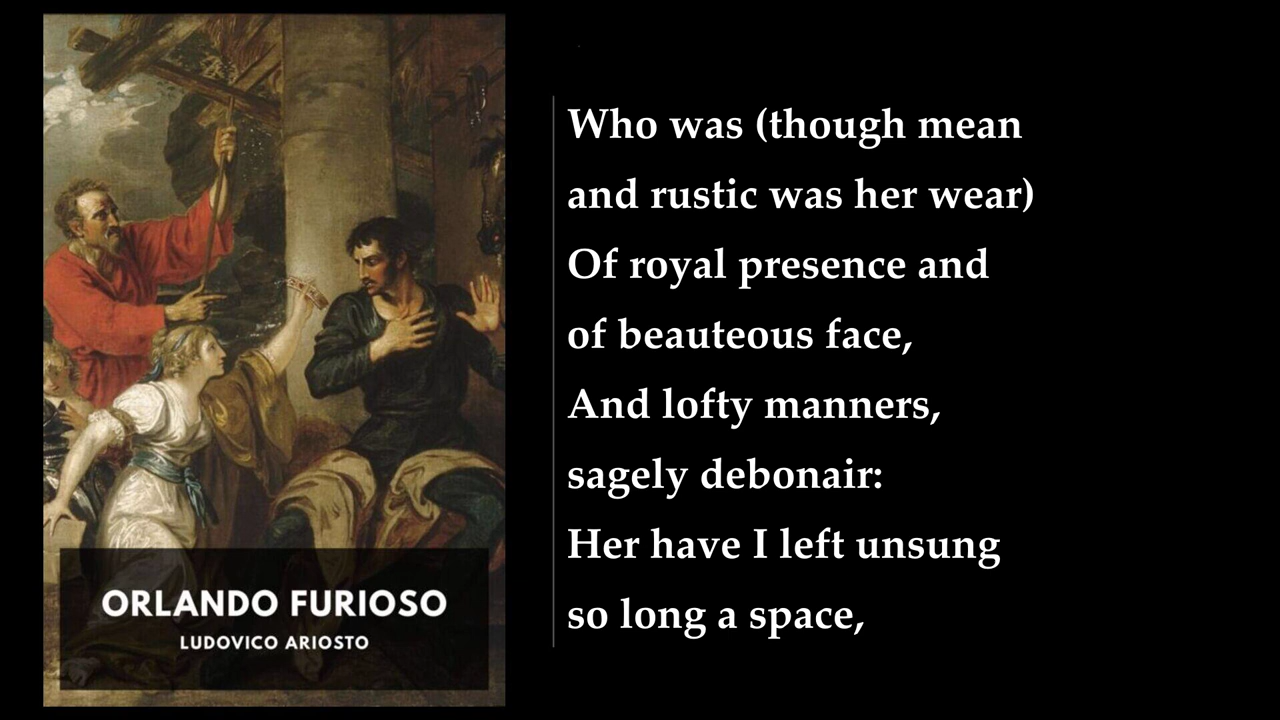 ORLANDO FURIOSO
LUDOVICO ARIOSTO
Who was (though mean
and rustic was her wear)
Of royal presence and
of beauteous face,
And lofty manners,
sagely debonair:
Her have I left unsung
so long a space,